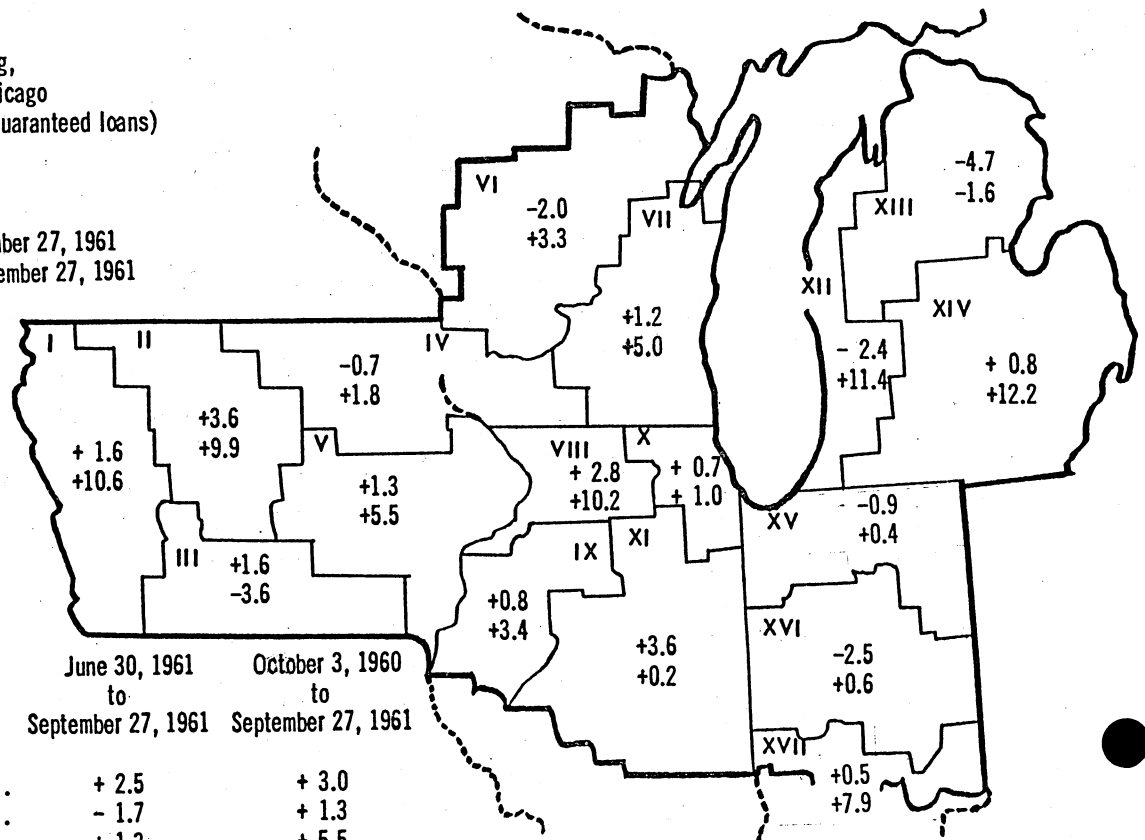 g,
icago
uaranteed loans)
ber 27, 1961
ember 27, 1961
VI
-2.0
+3.3
VII
+1.2
+5.0
XIII
-4.7
-1.6
XII
- 2.4
+11.4
XIV
+ 0.8
+12.2
I
+ 1.6
+10.6
II
+3.6
+9.9
IV
-0.7
+1.8
V
+1.3
+5.5
III
+1.6
-3.6
VIII
+ 2.8
+10.2
X
+ 0.7
+ 1.0
IX
+0.8
+3.4
XI
+3.6
+0.2
XV
-0.9
+0.4
XVI
-2.5
+0.6
XVII
+0.5
+7.9
June 30, 1961 October 3, 1960
to to
September 27, 1961 September 27, 1961
. + 2.5 + 3.0
. - 1.7 + 1.3
+ 5.5